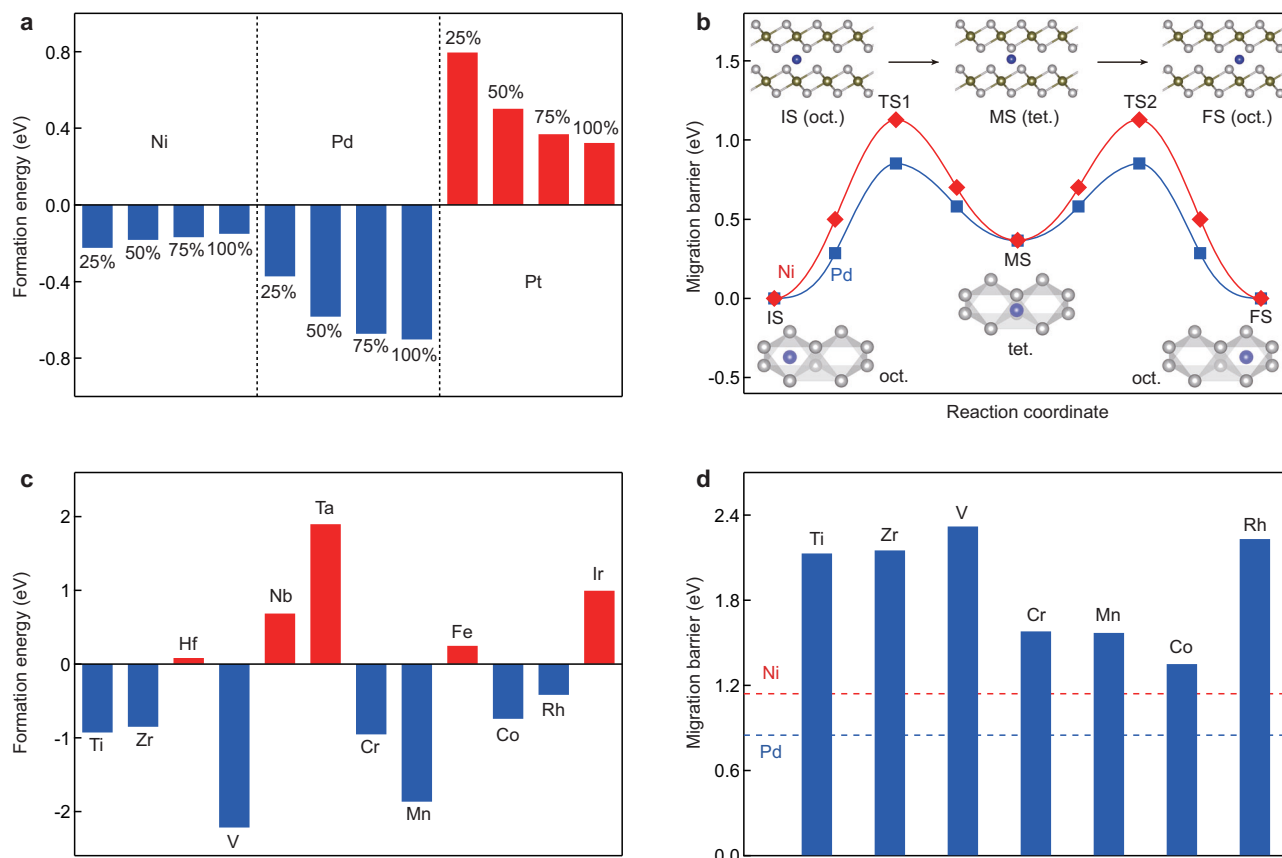 a
Formation energy (eV)
0.8
0.4
0.0
-0.4
-0.8
Ni
Pd
Pt
25%
50%
75%
100%
25%
50%
75%
100%
25%
50%
75%
100%
b
Migration barrier (eV)
1.5
1.0
0.5
0.0
-0.5
IS (oct.)
MS (tet.)
FS (oct.)
TS1
TS2
Ni
Pd
IS
MS
FS
oct.
tet.
oct.
Reaction coordinate
c
Formation energy (eV)
2
1
0
-1
-2
Ti
Zr
Hf
V
Nb
Ta
Cr
Mn
Fe
Co
Rh
Ir
d
Migration barrier (eV)
2.4
1.8
1.2
0.6
0.0
Ti
Zr
V
Cr
Mn
Co
Rh
Ni
Pd